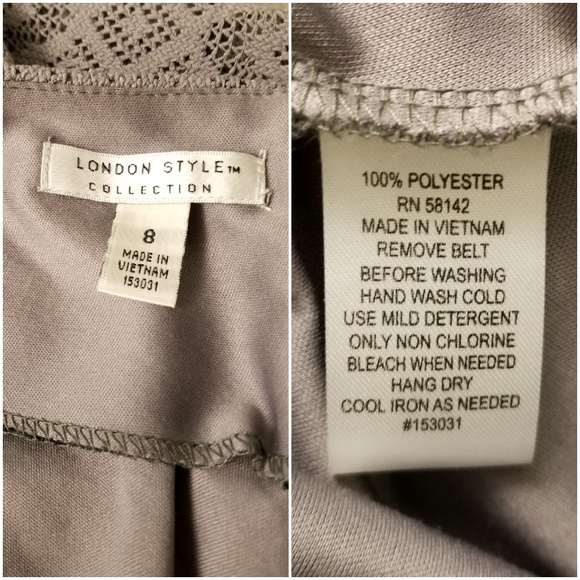 LONDON STYLE™
COLLECTION
8
MADE IN
VIETNAM
153031
100% POLYESTER
RN 58142
MADE IN VIETNAM
REMOVE BELT
BEFORE WASHING
HAND WASH COLD
USE MILD DETERGENT
ONLY NON CHLORINE
BLEACH WHEN NEEDED
HANG DRY
COOL IRON AS NEEDED
#153031